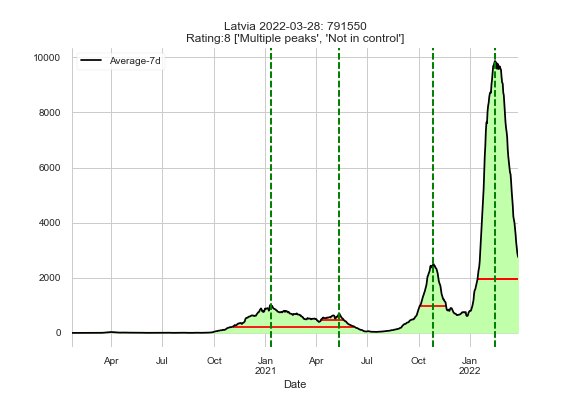 Latvia 2022-03-28: 791550
Rating:8 ['Multiple peaks', 'Not in control']
Average-7d
10000
8000
6000
4000
2000
0
Apr Jul Oct Jan Apr Jul Oct Jan
2021 2022
Date